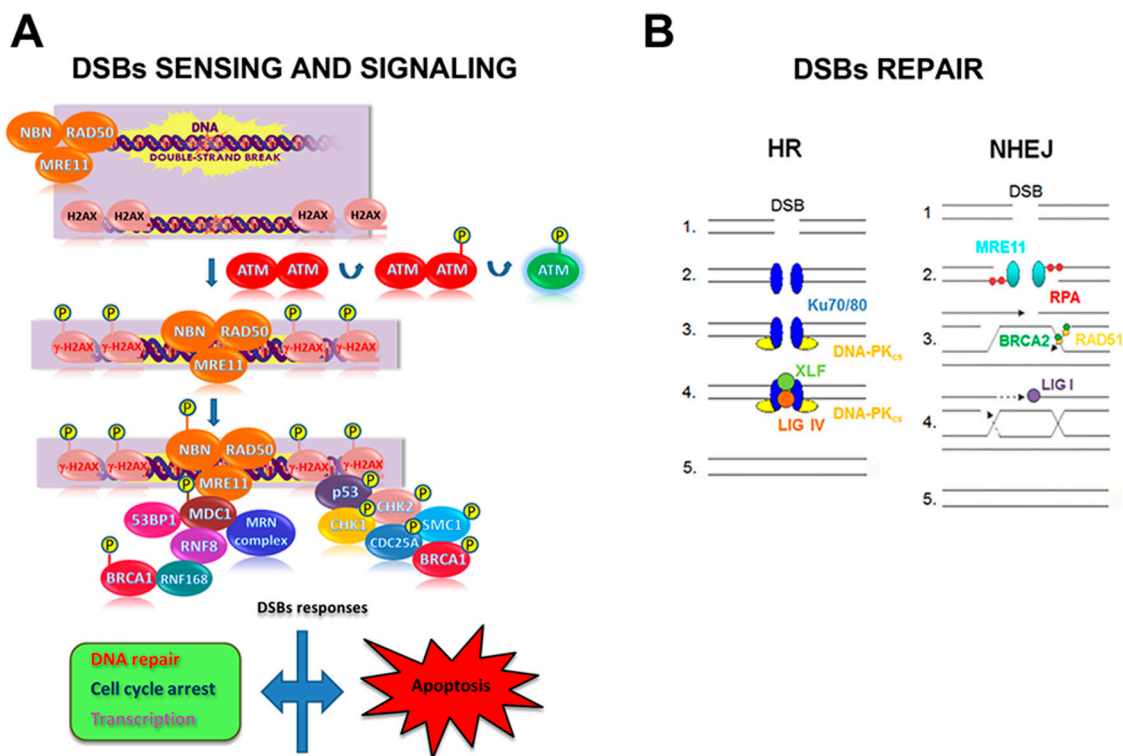 A
DSBs SENSING AND SIGNALING
NBN RAD50
MRE11
DNA
DOUBLE-STRAND BREAK
H2AX H2AX H2AX H2AX
P P
ATM ATM ATM ATM ATM
P P P P
γ-H2AX γ-H2AX NBN RAD50 γ-H2AX γ-H2AX
MRE11
P P P P P
γ-H2AX γ-H2AX NBN RAD50 γ-H2AX γ-H2AX
MRE11
P P
p53
P
53BP1 MDC1 CHK2
P P P
CHK1 SMC1
MRN
complex
RNF8 CDC25A
P P
BRCA1 RNF168 BRCA1
DSBs responses
DNA repair
Cell cycle arrest
Transcription
Apoptosis
B
DSBs REPAIR
HR
DSB
1.
2.
Ku70/80
3.
DNA-PKcs
XLF
4.
DNA-PKcs
LIG IV
5.
NHEJ
DSB
1
MRE11
2.
RPA
3.
BRCA2 RAD51
LIG I
4.
5.